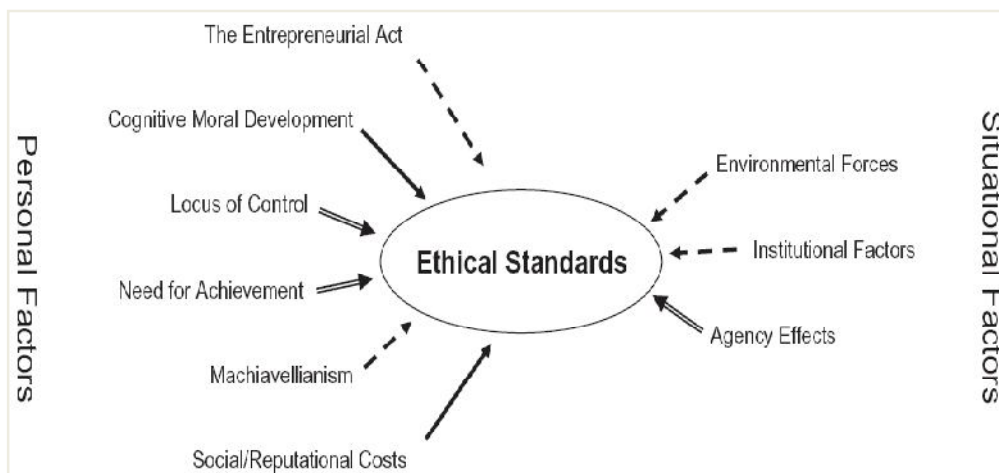 The Entrepreneurial Act
Cognitive Moral Development
Locus of Control
Need for Achievement
Machiavellianism
Social/Reputational Costs
Personal Factors
Ethical Standards
Environmental Forces
Institutional Factors
Agency Effects
Situational Factors